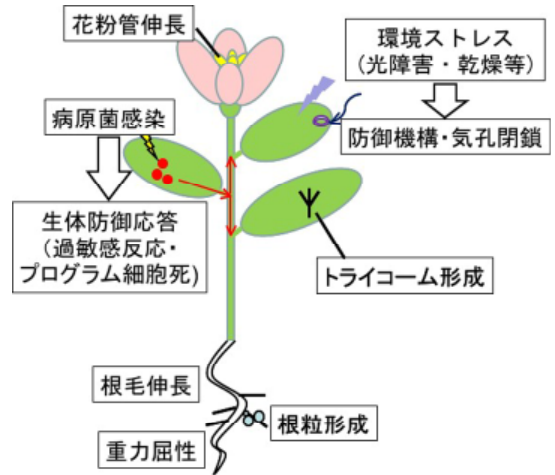 花粉管伸長
環境ストレス
(光障害・乾燥等)
防御機構・気孔閉鎖
病原菌感染
生体防御応答
(過敏感反応・
プログラム細胞死)
トライコーム形成
根毛伸長
根粒形成
重力屈性